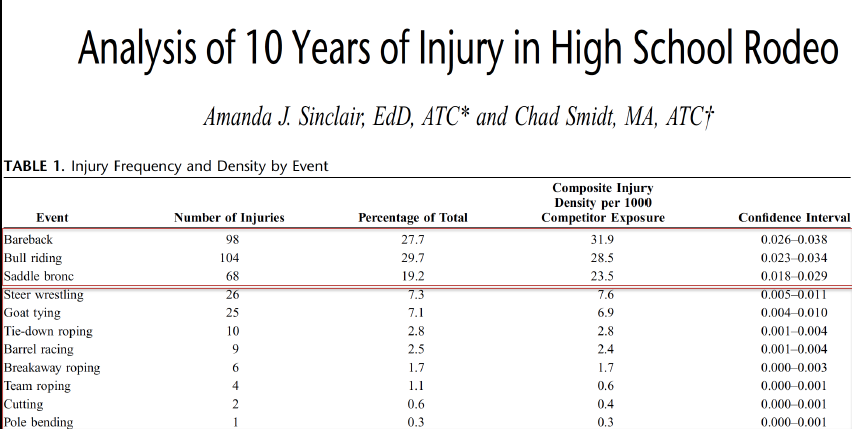 Analysis of 10 Years of Injury in High School Rodeo
Amanda J. Sinclair, EdD, ATC* and Chad Smidt, MA, ATC†
TABLE 1. Injury Frequency and Density by Event
Event Number of Injuries Percentage of Total Composite Injury Density per 1000 Competitor Exposure Confidence Interval
Bareback 98 27.7 31.9 0.026–0.038
Bull riding 104 29.7 28.5 0.023–0.034
Saddle bronc 68 19.2 23.5 0.018–0.029
Steer wrestling 26 7.3 7.6 0.005–0.011
Goat tying 25 7.1 6.9 0.004–0.010
Tie-down roping 10 2.8 2.8 0.001–0.004
Barrel racing 9 2.5 2.4 0.001–0.004
Breakaway roping 6 1.7 1.7 0.000–0.003
Team roping 4 1.1 0.6 0.000–0.001
Cutting 2 0.6 0.4 0.000–0.001
Pole bending 1 0.3 0.3 0.000–0.001